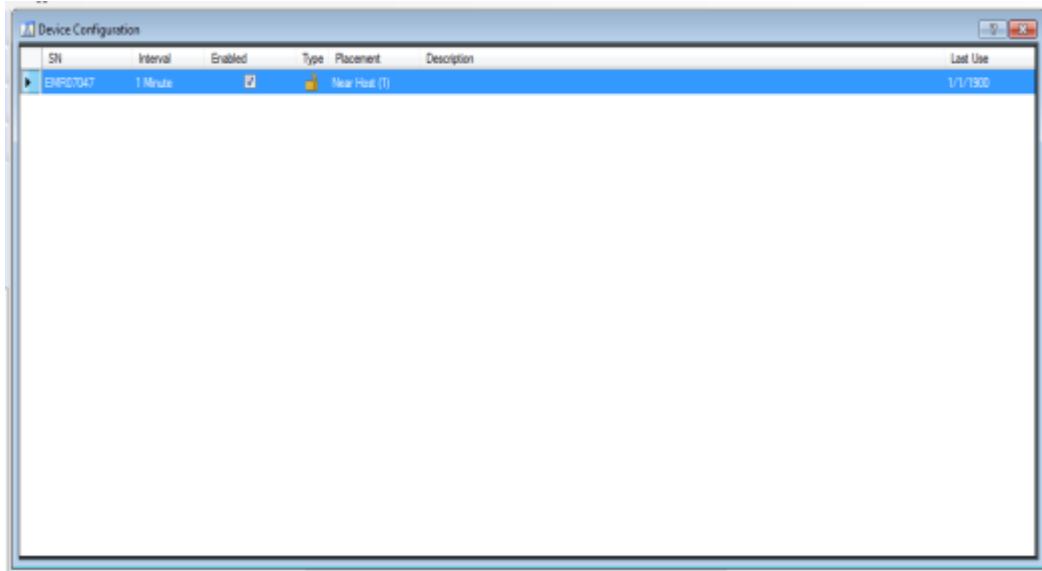 Device Configuration
SN Interval Enabled Type Placement Description Last Use
EMR07047 1 Minute Near Host (1) 1/1/1900